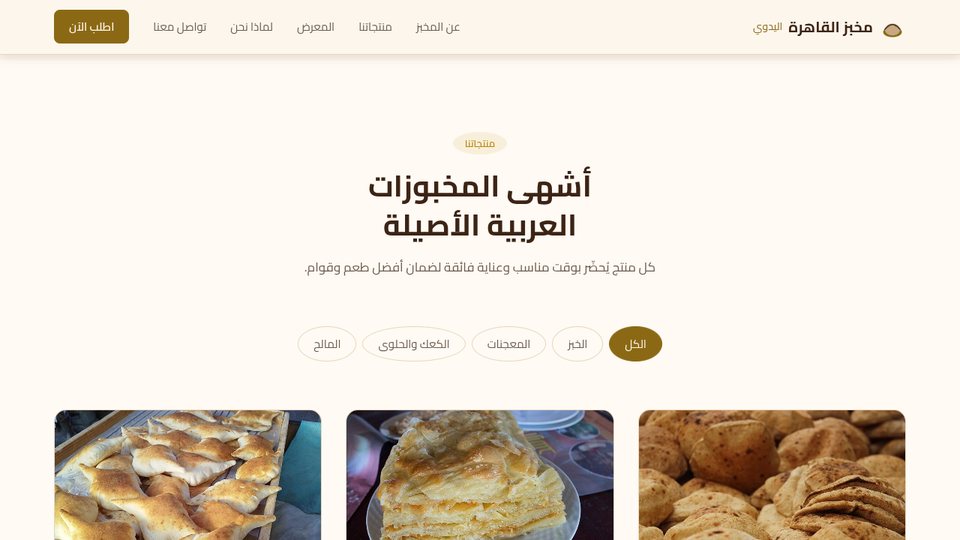 مخبز القاهرة اليدوي
عن المخبز
منتجاتنا
المعرض
لماذا نحن
تواصل معنا
اطلب الآن
منتجاتنا
أشهى المخبوزات
العربية الأصيلة
كل منتج يُحضّر بوقت مناسب وعناية فائقة لضمان أفضل طعم وقوام.
الكل
الخبز
المعجنات
الكعك والحلوى
المالح